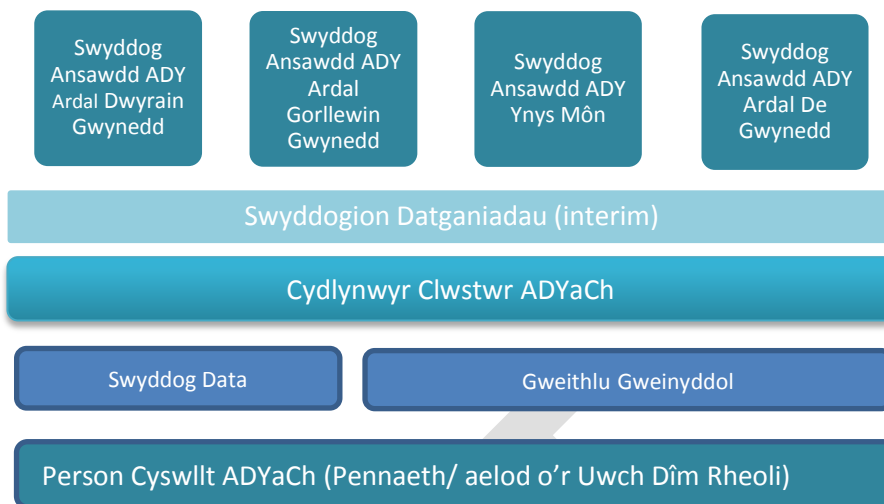 Swyddog
Ansawdd ADY
Ardal Dwyrain
Gwynedd
Swyddog
Ansawdd ADY
Ardal
Gorllewin
Gwynedd
Swyddog
Ansawdd ADY
Ynys Môn
Swyddog
Ansawdd ADY
Ardal De
Gwynedd
Swyddogion Datganiadau (interim)
Cydlynwyr Clwstwr ADYaCh
Swyddog Data
Gweithlu Gweinyddol
Person Cyswllt ADYaCh (Pennaeth/ aelod o’r Uwch Dîm Rheoli)